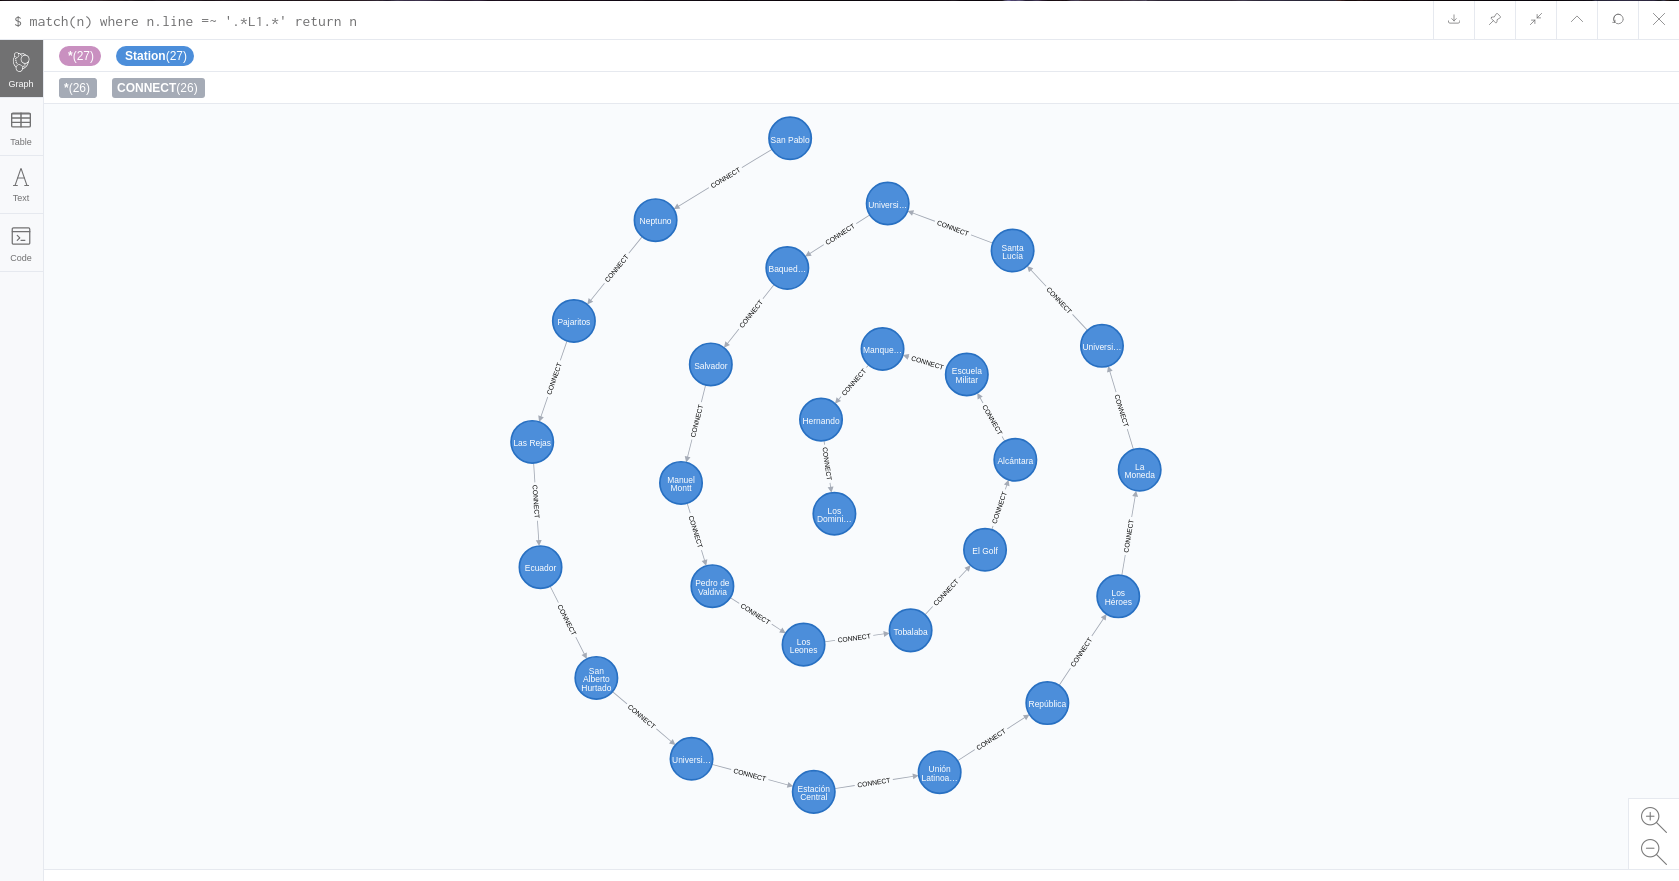 $ match(n) where n.line =~ '.*L1.*' return n
*(27)
Station(27)
*(26)
CONNECT(26)
Graph
Table
Text
Code
San Pablo
CONNECT
Neptuno
CONNECT
Pajaritos
CONNECT
Las Rejas
CONNECT
Ecuador
CONNECT
San
Alberto
Hurtado
CONNECT
Universi...
CONNECT
Estación
Central
CONNECT
Unión
Latinoa...
CONNECT
República
CONNECT
Los
Héroes
CONNECT
La
Moneda
CONNECT
Universi...
CONNECT
Santa
Lucía
CONNECT
Universi...
CONNECT
Baqued...
CONNECT
Salvador
CONNECT
Manuel
Montt
CONNECT
Pedro de
Valdivia
CONNECT
Los
Leones
CONNECT
Tobalaba
CONNECT
El Golf
CONNECT
Alcántara
CONNECT
Escuela
Militar
CONNECT
Manque...
CONNECT
Hernando
CONNECT
Los
Domini...